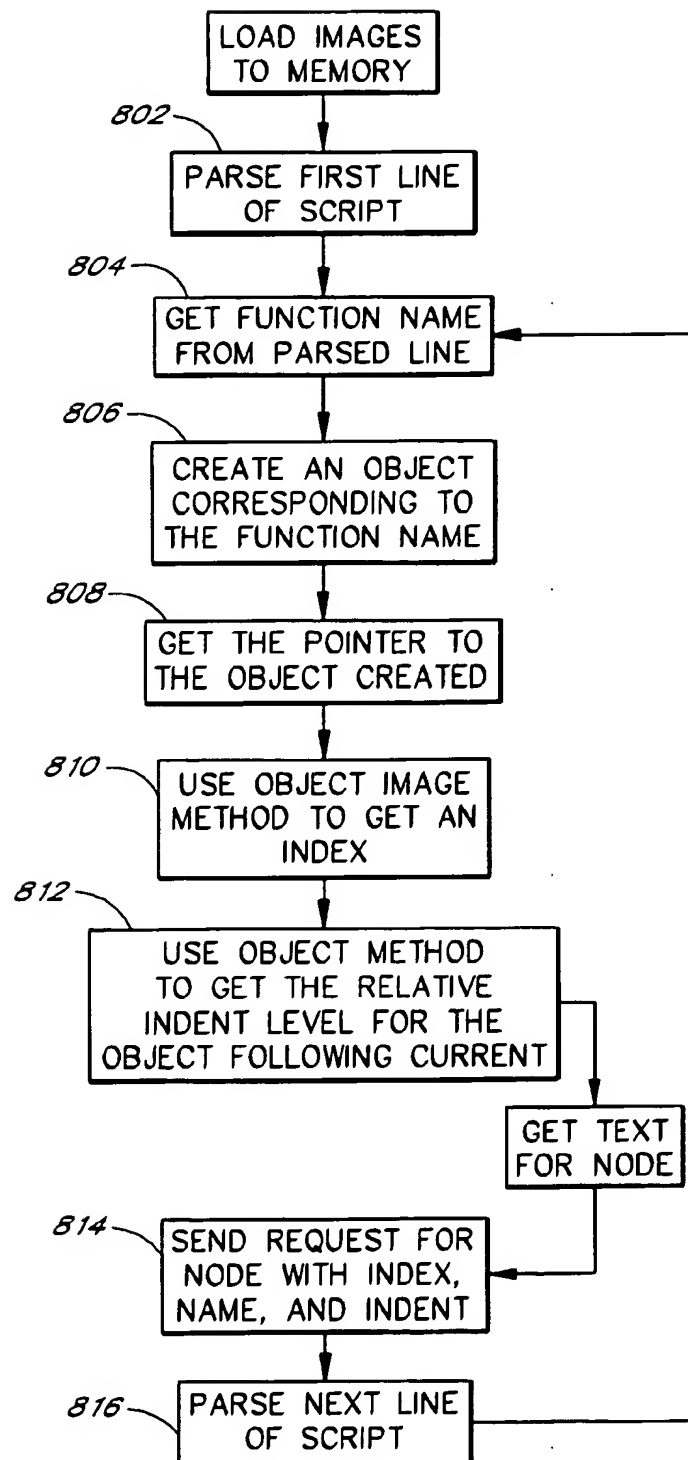 LOAD IMAGES
TO MEMORY
802
PARSE FIRST LINE
OF SCRIPT
804
GET FUNCTION NAME
FROM PARSED LINE
806
CREATE AN OBJECT
CORRESPONDING TO
THE FUNCTION NAME
808
GET THE POINTER TO
THE OBJECT CREATED
810
USE OBJECT IMAGE
METHOD TO GET AN
INDEX
812
USE OBJECT METHOD
TO GET THE RELATIVE
INDENT LEVEL FOR THE
OBJECT FOLLOWING CURRENT
GET TEXT
FOR NODE
814
SEND REQUEST FOR
NODE WITH INDEX,
NAME, AND INDENT
816
PARSE NEXT LINE
OF SCRIPT